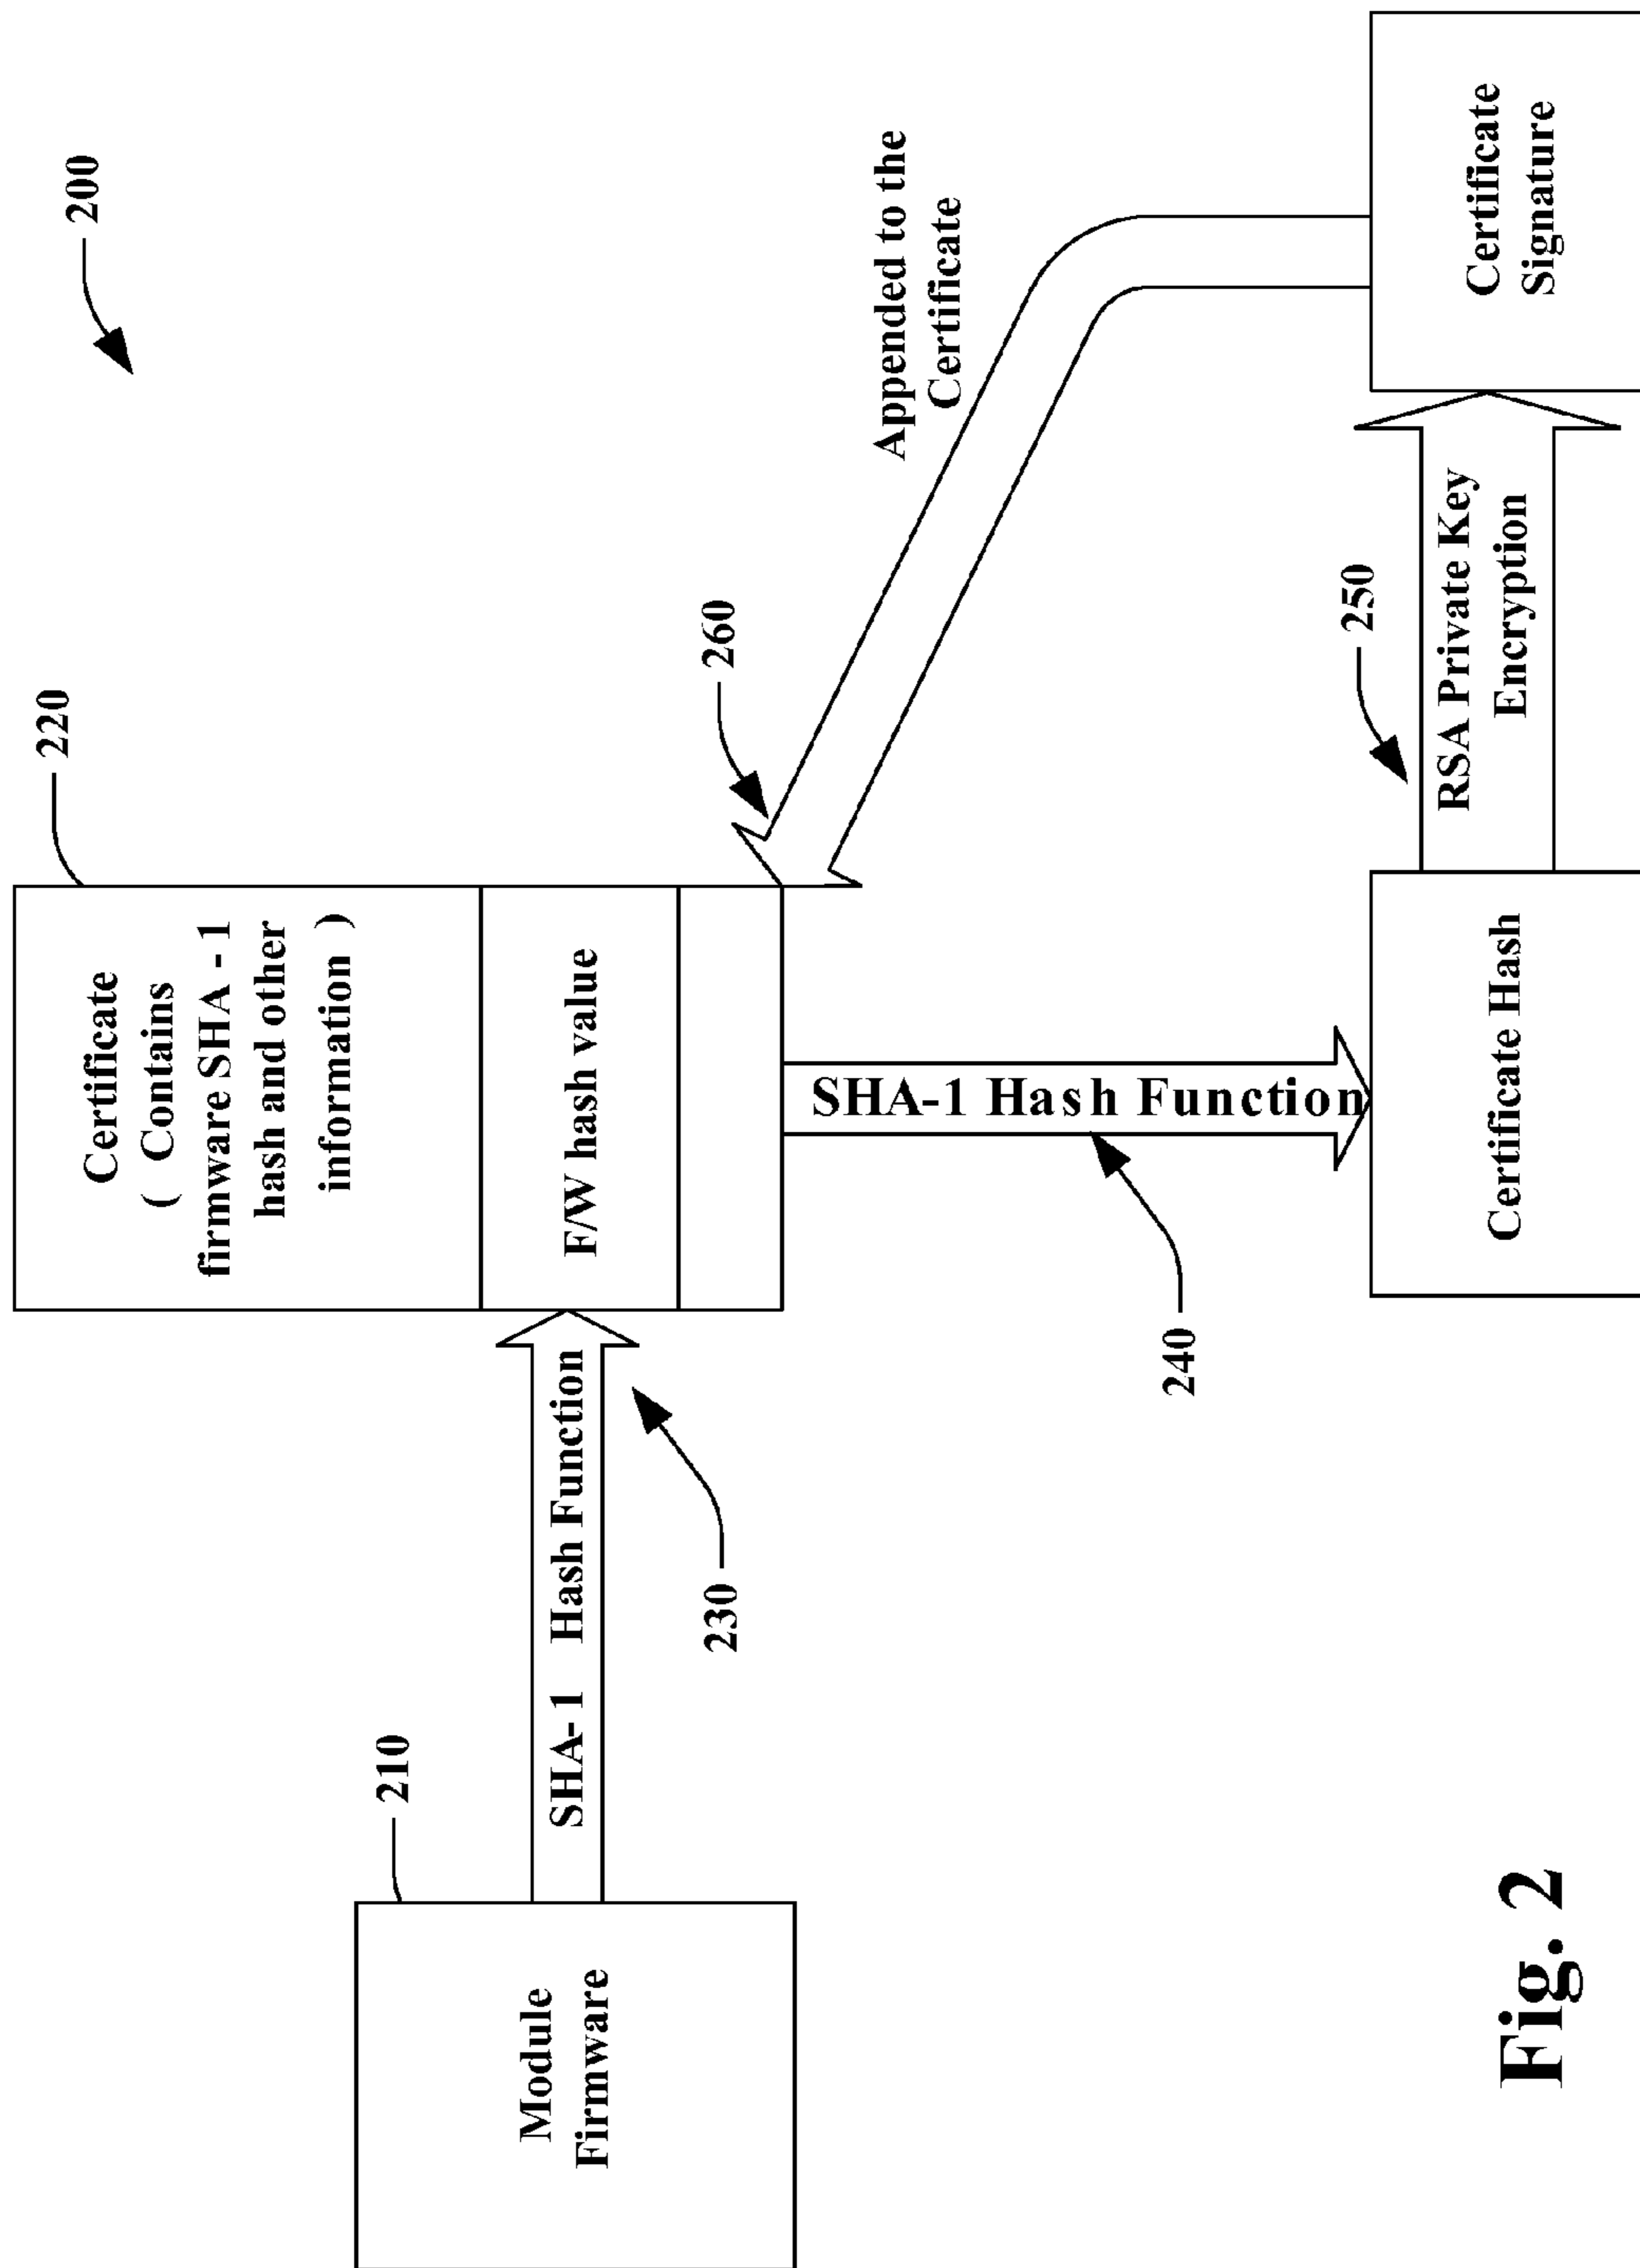 200
220
Certificate
( Contains
firmware SHA - 1
hash and other
information )
F/W hash value
210
Module
Firmware
SHA-1 Hash Function
230
260
Appended to the
Certificate
SHA-1 Hash Function
240
250
Certificate Hash
RSA Private Key
Encryption
Certificate
Signature
Fig. 2